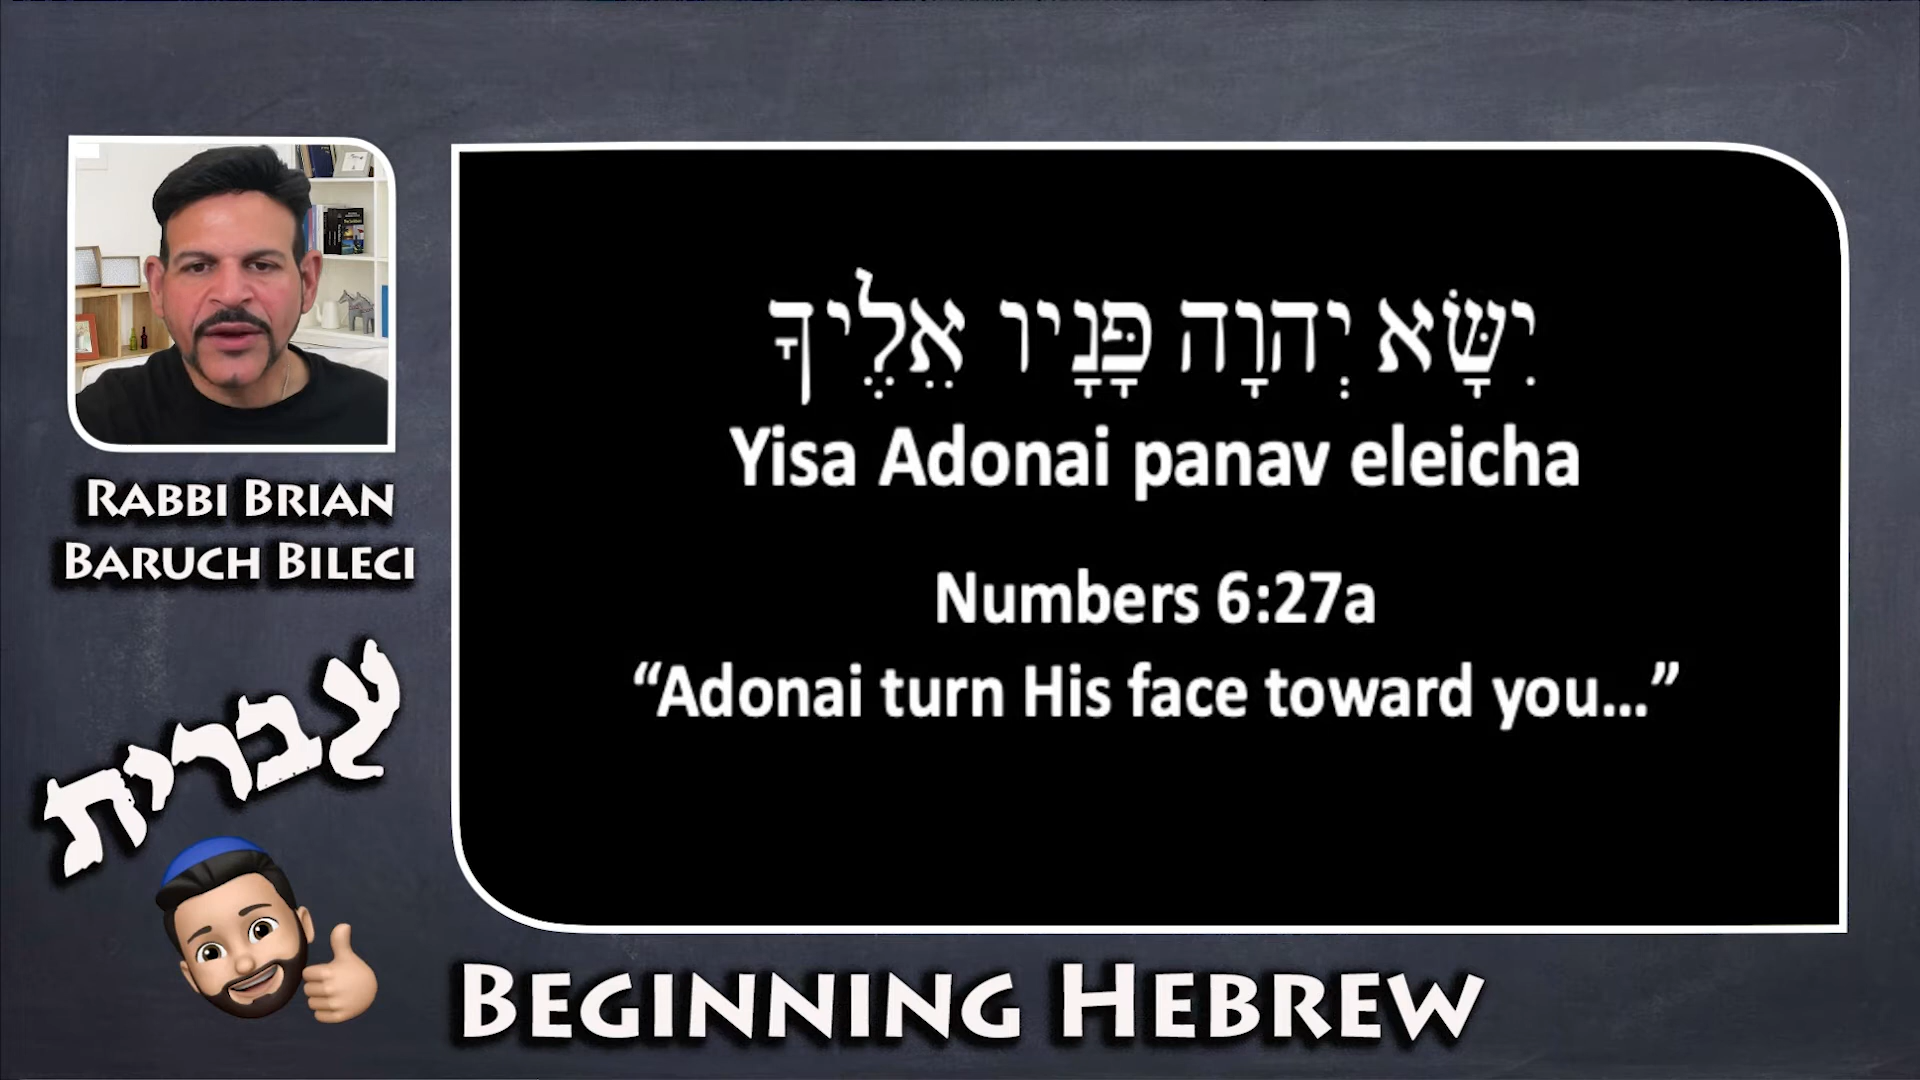 יִשָּׂא יְהוָה פָּנָיו אֵלֶיךָ
Yisa Adonai panav eleicha
Numbers 6:27a
“Adonai turn His face toward you...”
RABBI BRIAN
BARUCH BILECI
עברית
BEGINNING HEBREW